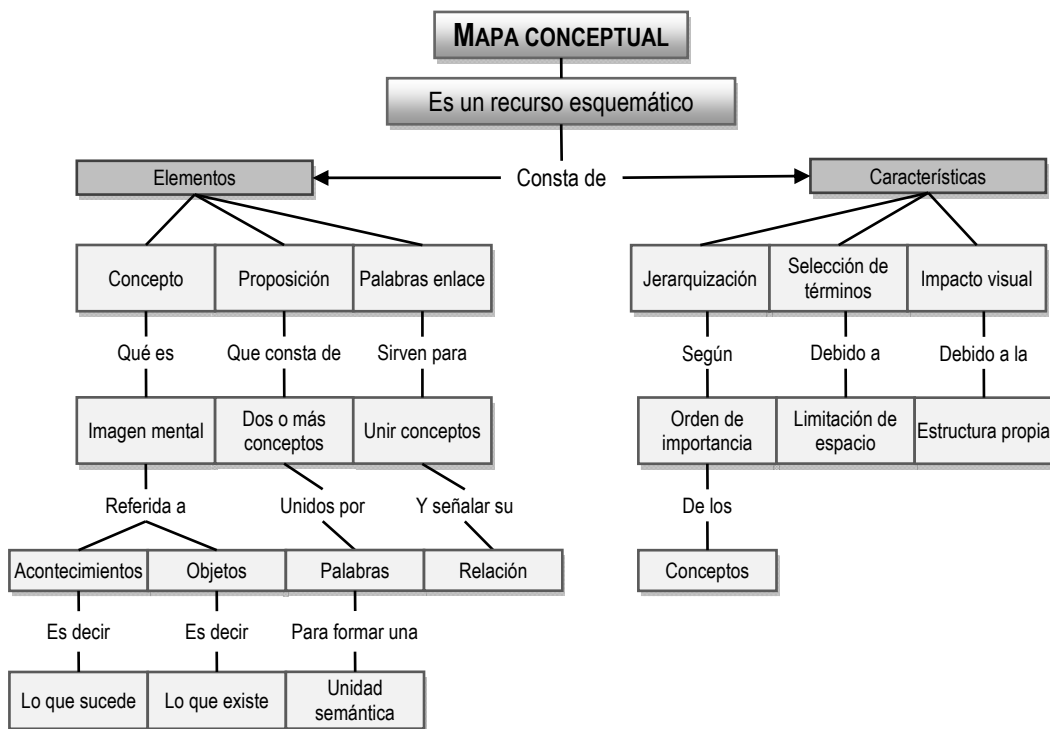 MAPA CONCEPTUAL
Es un recurso esquemático
Consta de
Elementos
Características
Concepto
Proposición
Palabras enlace
Jerarquización
Selección de
términos
Impacto visual
Qué es
Que consta de
Sirven para
Según
Debido a
Debido a la
Imagen mental
Dos o más
conceptos
Unir conceptos
Orden de
importancia
Limitación de
espacio
Estructura propia
Referida a
Unidos por
Y señalar su
De los
Acontecimientos
Objetos
Palabras
Relación
Conceptos
Es decir
Es decir
Para formar una
Lo que sucede
Lo que existe
Unidad
semántica